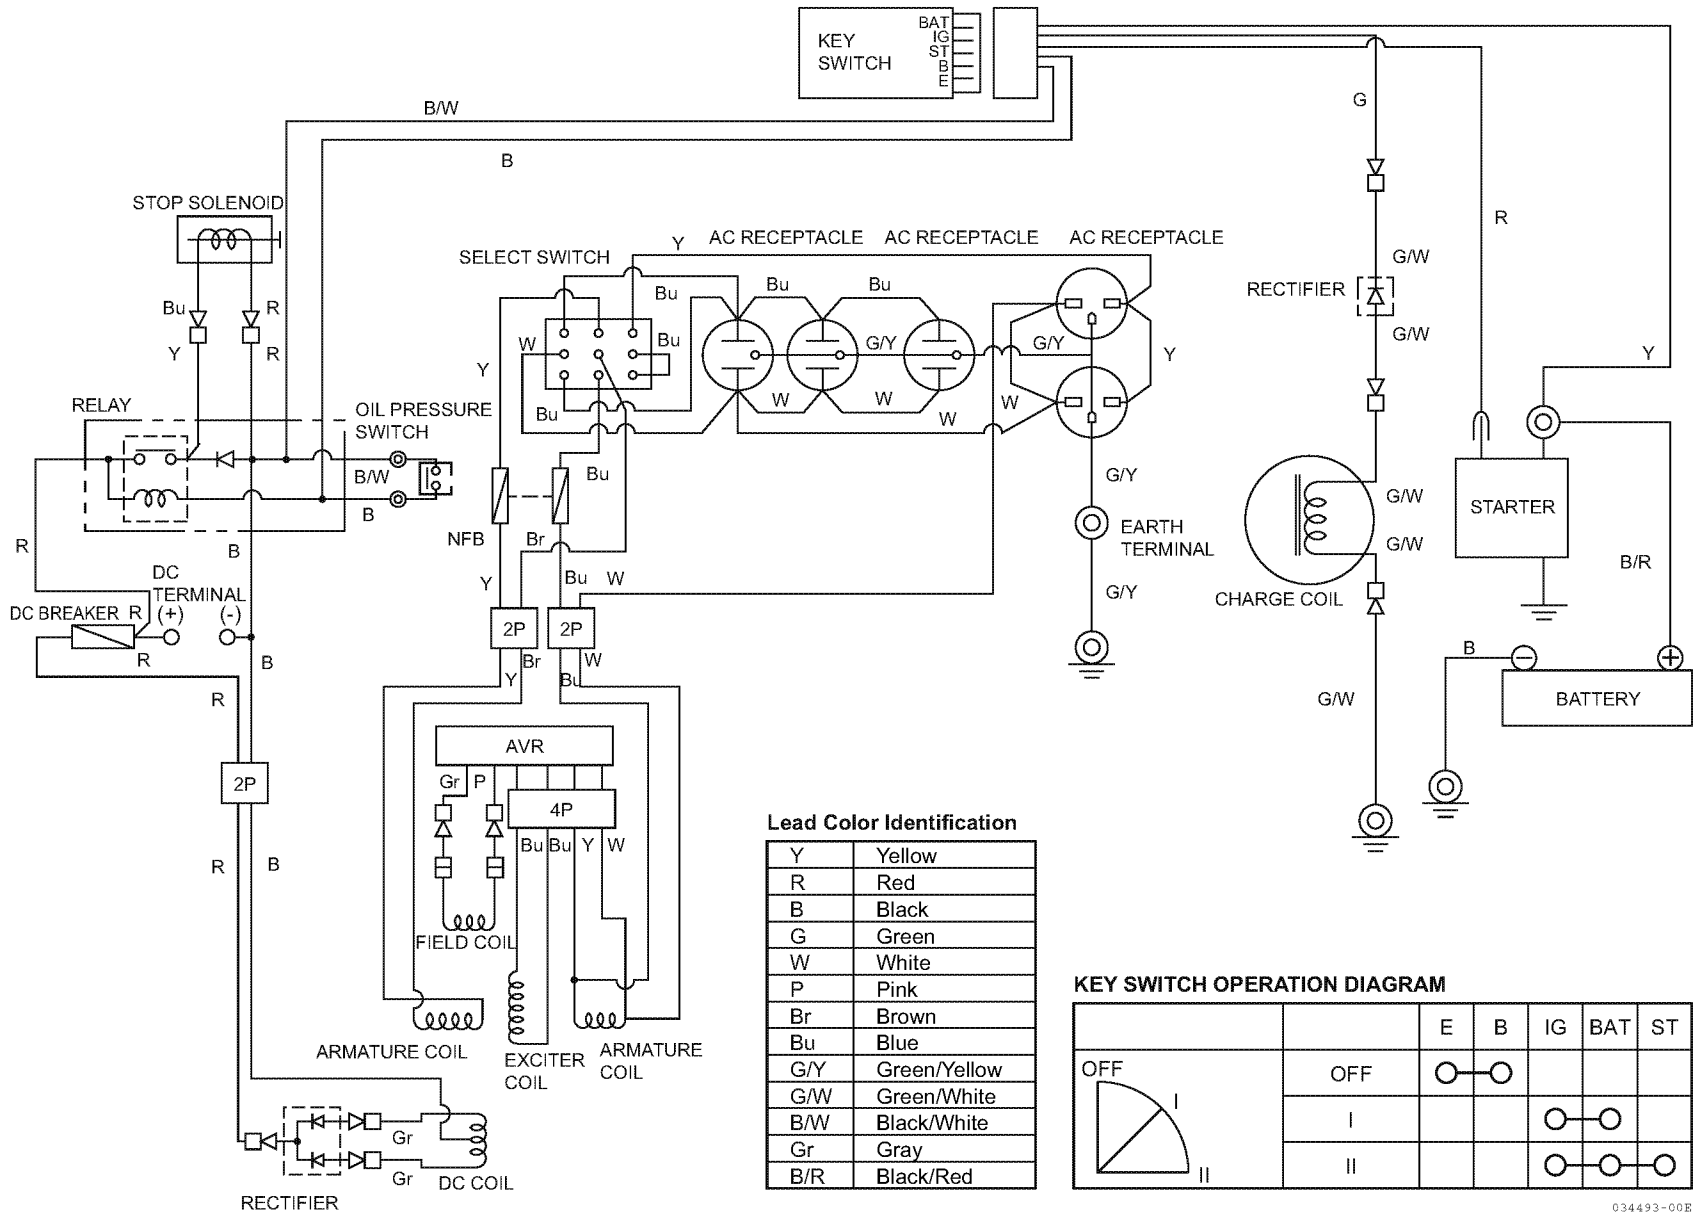 KEY
SWITCH
BAT
IG
ST
B
E
B/W
B
G
R
STOP SOLENOID
Bu
R
Y
R
SELECT SWITCH
Y
AC RECEPTACLE
AC RECEPTACLE
AC RECEPTACLE
Bu
Bu
Bu
W
Bu
G/Y
G/Y
Y
Y
Bu
W
W
W
W
G/W
RECTIFIER
G/W
Y
RELAY
OIL PRESSURE
SWITCH
B/W
B
Bu
NFB
Br
G/Y
EARTH
TERMINAL
G/Y
G/W
G/W
CHARGE COIL
STARTER
B/R
R
B
DC
TERMINAL
DC BREAKER
R
(+)
(-)
R
B
R
Y
Bu
W
2P
2P
Br
Y
Bu
W
B
BATTERY
G/W
2P
AVR
Gr
P
4P
Bu
Bu
Y
W
R
B
FIELD COIL
ARMATURE COIL
EXCITER
COIL
ARMATURE
COIL
Gr
Gr
DC COIL
RECTIFIER
Lead Color Identification
Y Yellow
R Red
B Black
G Green
W White
P Pink
Br Brown
Bu Blue
G/Y Green/Yellow
G/W Green/White
B/W Black/White
Gr Gray
B/R Black/Red
KEY SWITCH OPERATION DIAGRAM
E B IG BAT ST
OFF
I
II
OFF
I
II
034493-00E